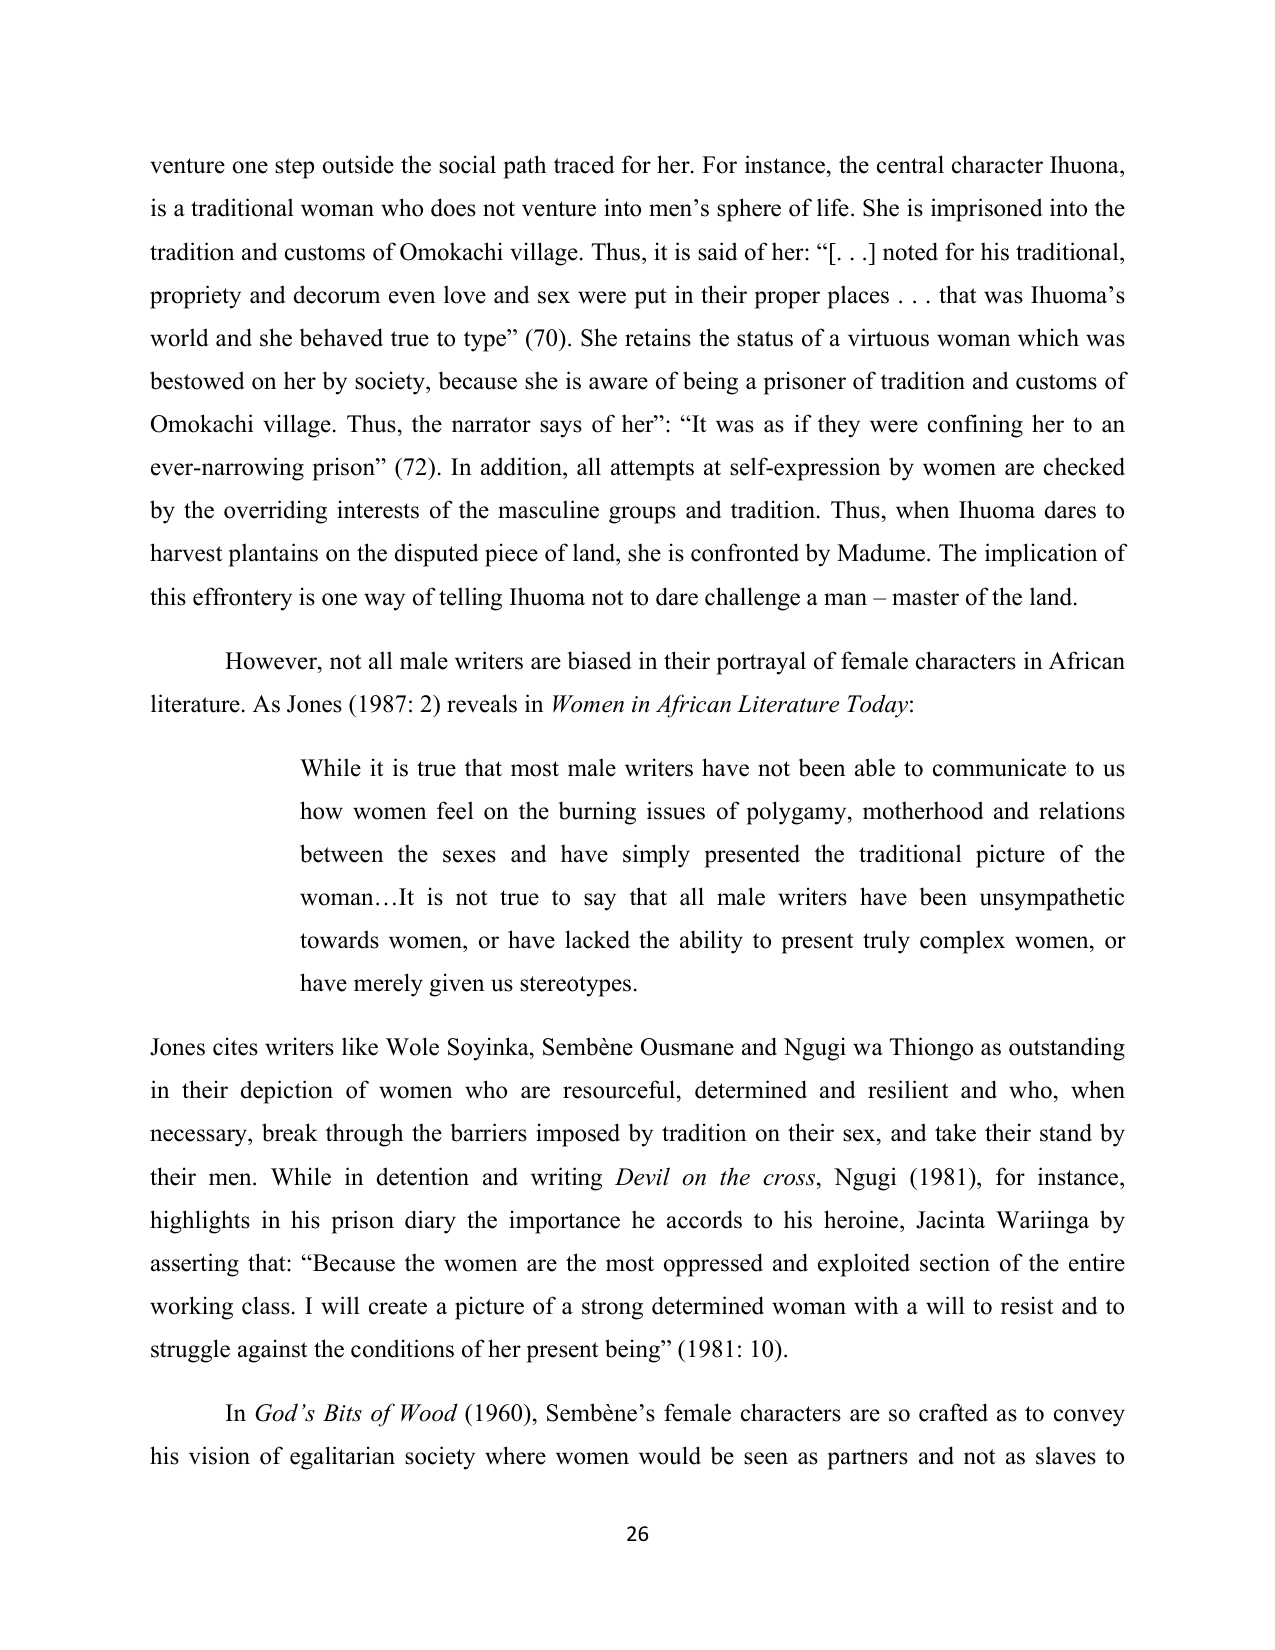 venture one step outside the social path traced for her. For instance, the central character Ihuona,
is a traditional woman who does not venture into men’s sphere of life. She is imprisoned into the
tradition and customs of Omokachi village. Thus, it is said of her: “[. . .] noted for his traditional,
propriety and decorum even love and sex were put in their proper places . . . that was Ihuoma’s
world and she behaved true to type” (70). She retains the status of a virtuous woman which was
bestowed on her by society, because she is aware of being a prisoner of tradition and customs of
Omokachi village. Thus, the narrator says of her”: “It was as if they were confining her to an
ever-narrowing prison” (72). In addition, all attempts at self-expression by women are checked
by the overriding interests of the masculine groups and tradition. Thus, when Ihuoma dares to
harvest plantains on the disputed piece of land, she is confronted by Madume. The implication of
this effrontery is one way of telling Ihuoma not to dare challenge a man – master of the land.
However, not all male writers are biased in their portrayal of female characters in African
literature. As Jones (1987: 2) reveals in Women in African Literature Today:
While it is true that most male writers have not been able to communicate to us
how women feel on the burning issues of polygamy, motherhood and relations
between the sexes and have simply presented the traditional picture of the
woman…It is not true to say that all male writers have been unsympathetic
towards women, or have lacked the ability to present truly complex women, or
have merely given us stereotypes.
Jones cites writers like Wole Soyinka, Sembène Ousmane and Ngugi wa Thiongo as outstanding
in their depiction of women who are resourceful, determined and resilient and who, when
necessary, break through the barriers imposed by tradition on their sex, and take their stand by
their men. While in detention and writing Devil on the cross, Ngugi (1981), for instance,
highlights in his prison diary the importance he accords to his heroine, Jacinta Wariinga by
asserting that: “Because the women are the most oppressed and exploited section of the entire
working class. I will create a picture of a strong determined woman with a will to resist and to
struggle against the conditions of her present being” (1981: 10).
In God’s Bits of Wood (1960), Sembène’s female characters are so crafted as to convey
his vision of egalitarian society where women would be seen as partners and not as slaves to
26